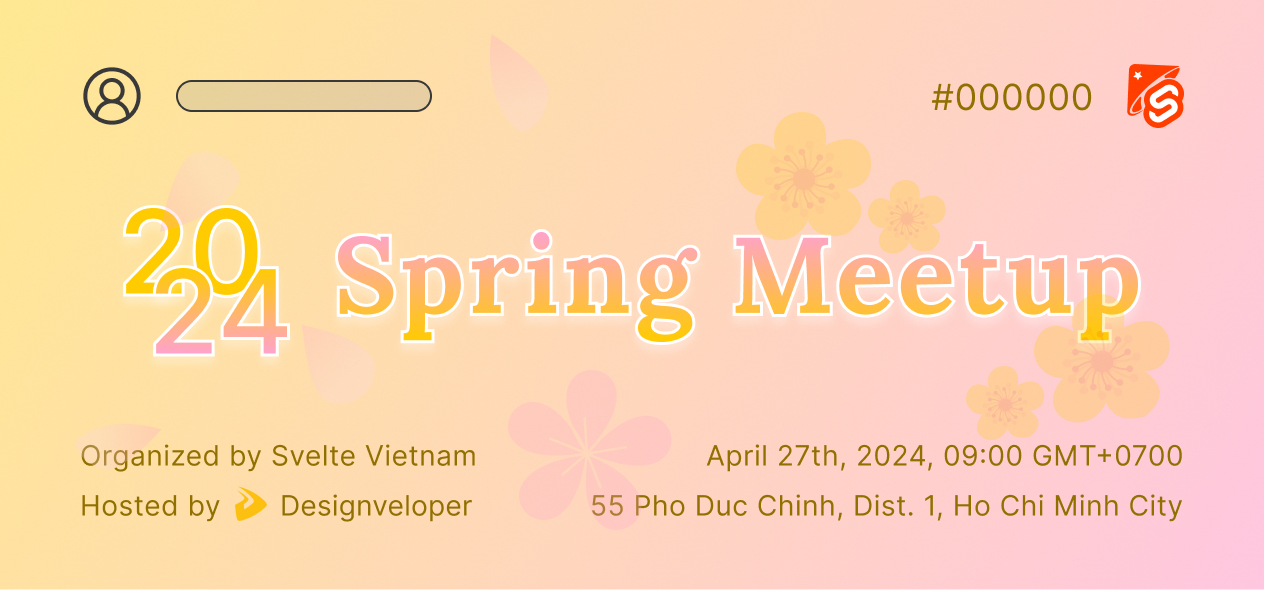 #000000
2024 Spring Meetup
Organized by Svelte Vietnam
Hosted by Designveloper
April 27th, 2024, 09:00 GMT+0700
55 Pho Duc Chinh, Dist. 1, Ho Chi Minh City